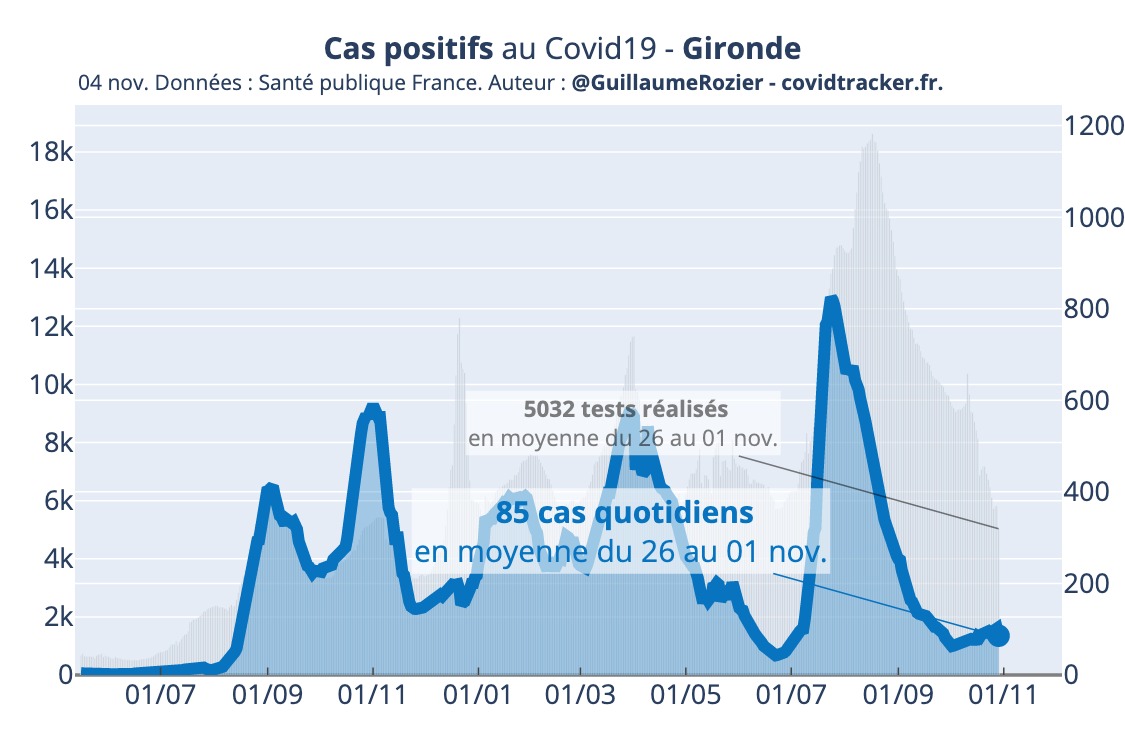 Cas positifs au Covid19 - Gironde
04 nov. Données : Santé publique France. Auteur : @GuillaumeRozier - covidtracker.fr.
18k
16k
14k
12k
10k
8k
6k
4k
2k
0
1200
1000
800
600
400
200
0
5032 tests réalisés
en moyenne du 26 au 01 nov.
85 cas quotidiens
en moyenne du 26 au 01 nov.
01/07 01/09 01/11 01/01 01/03 01/05 01/07 01/09 01/11